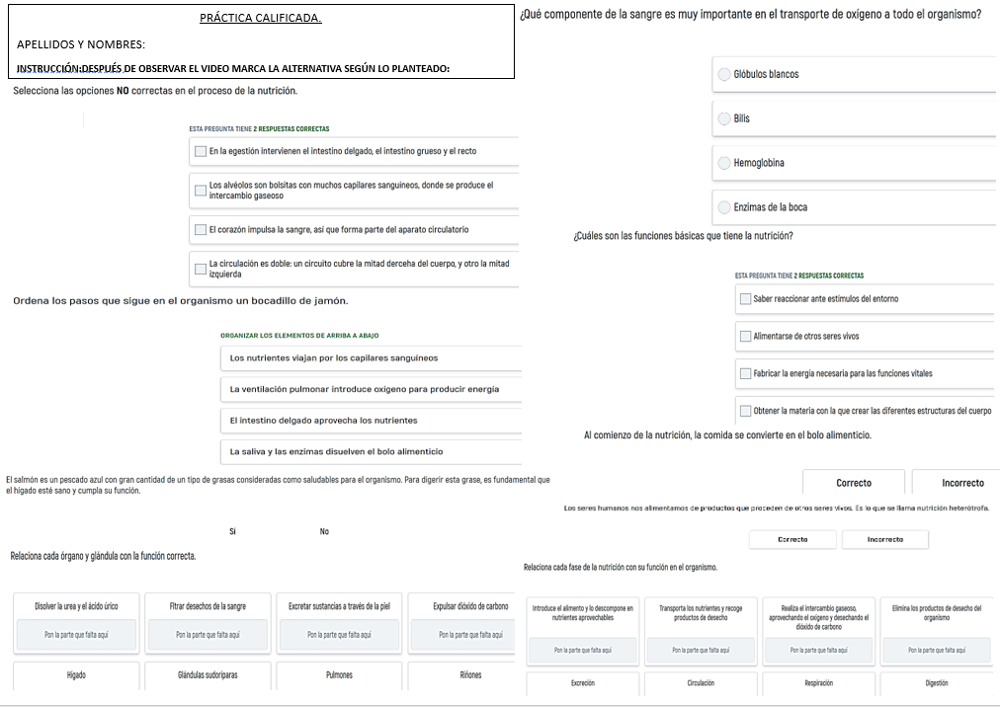 PRÁCTICA CALIFICADA.
APELLIDOS Y NOMBRES:
INSTRUCCIÓN:DESPUÉS DE OBSERVAR EL VIDEO MARCA LA ALTERNATIVA SEGÚN LO PLANTEADO:
Selecciona las opciones NO correctas en el proceso de la nutrición.
ESTA PREGUNTA TIENE 2 RESPUESTAS CORRECTAS
En la egestión intervienen el intestino delgado, el intestino grueso y el recto
Los alvéolos son bolsitas con muchos capilares sanguíneos, donde se produce el
intercambio gaseoso
El corazón impulsa la sangre, así que forma parte del aparato circulatorio
La circulación es doble: un circuito cubre la mitad derceha del cuerpo, y otro la mitad
izquierda
Ordena los pasos que sigue en el organismo un bocadillo de jamón.
ORGANIZAR LOS ELEMENTOS DE ARRIBA A ABAJO
Los nutrientes viajan por los capilares sanguíneos
La ventilación pulmonar introduce oxígeno para producir energía
El intestino delgado aprovecha los nutrientes
La saliva y las enzimas disuelven el bolo alimenticio
El salmón es un pescado azul con gran cantidad de un tipo de grasas consideradas como saludables para el organismo. Para digerir esta grase, es fundamental que
el hígado esté sano y cumpla su función.
Sí No
Relaciona cada órgano y glándula con la función correcta.
Disolver la urea y el ácido úrico Fltrar desechos de la sangre Excretar sustancias a través de la piel Expulsar dióxido de carbono
Pon la parte que falta aquí Pon la parte que falta aquí Pon la parte que falta aquí Pon la parte que falta aquí
Hígado Glándulas sudoríparas Pulmones Riñones
¿Qué componente de la sangre es muy importante en el transporte de oxígeno a todo el organismo?
Glóbulos blancos
Bilis
Hemoglobina
Enzimas de la boca
¿Cuáles son las funciones básicas que tiene la nutrición?
ESTA PREGUNTA TIENE 2 RESPUESTAS CORRECTAS
Saber reaccionar ante estímulos del entorno
Alimentarse de otros seres vivos
Fabricar la energía necesaria para las funciones vitales
Obtener la materia con la que crear las diferentes estructuras del cuerpo
Al comienzo de la nutrición, la comida se convierte en el bolo alimenticio.
Correcto Incorrecto
Los seres humanos nos alimentamos de productos que proceden de otros seres vivos. Es lo que se llama nutrición heterótrofa.
Correcto Incorrecto
Relaciona cada fase de la nutrición con su función en el organismo.
Introduce el alimento y lo descompone en Transporta los nutrientes y recoge Realiza el intercambio gaseoso, Elimina los productos de desecho del
nutrientes aprovechables productos de desecho aprovechando el oxígeno y desechando el organismo
dióxido de carbono
Pon la parte que falta aquí Pon la parte que falta aquí Pon la parte que falta aquí Pon la parte que falta aquí
Excreción Circulación Respiración Digestión